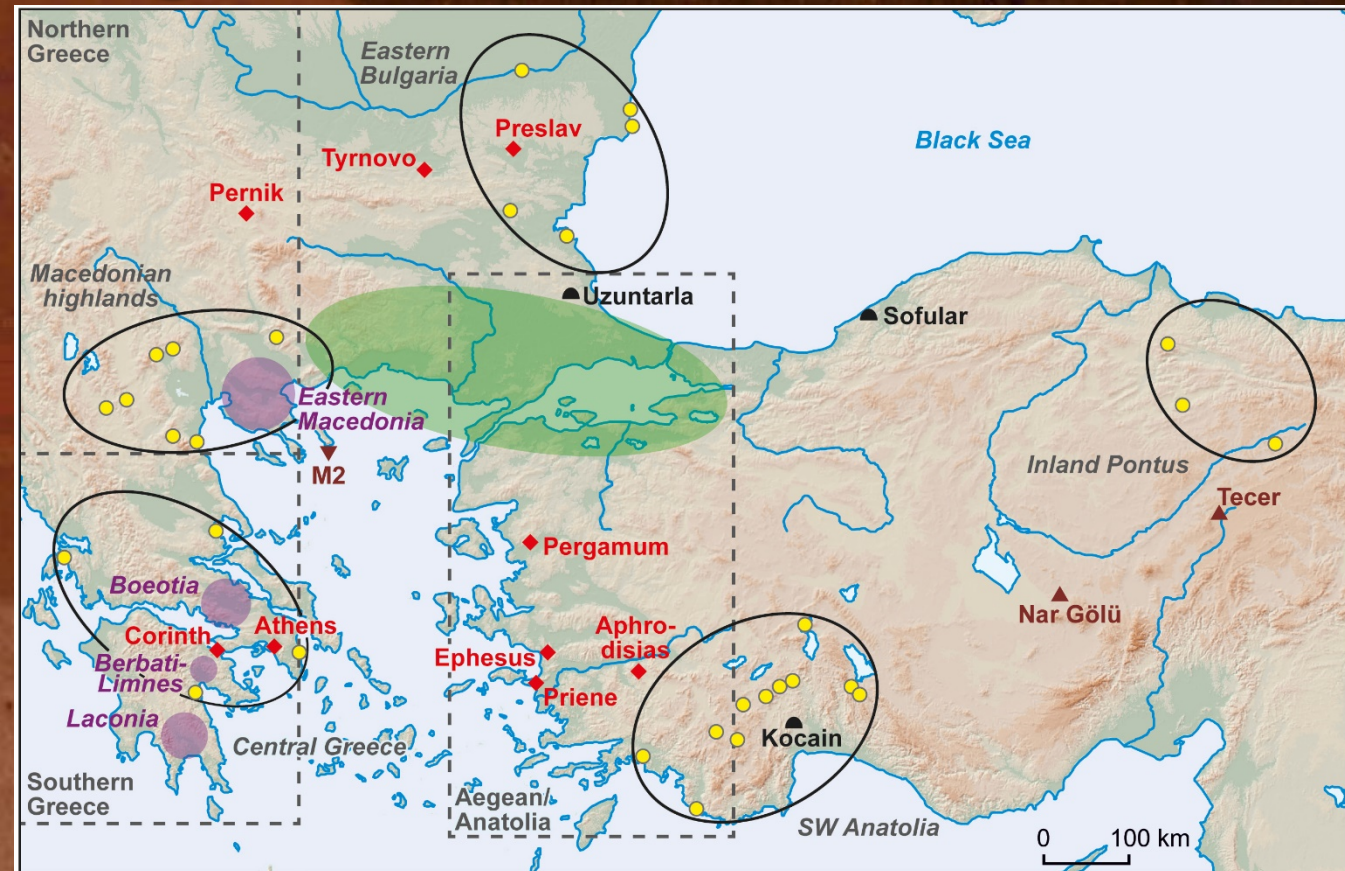 Northern
Greece
Eastern
Bulgaria
Preslav
Black Sea
Tyrnovo
Pernik
Macedonian
highlands
Uzuntarla
Sofular
Eastern
Macedonia
M2
Inland Pontus
Tecer
Pergamum
Boeotia
Nar Gölü
Corinth
Athens
Aphro-
disias
Ephesus
Berbati-
Limnes
Priene
Laconia
Kocain
Central Greece
Southern
Greece
Aegean/
Anatolia
SW Anatolia
0 100 km